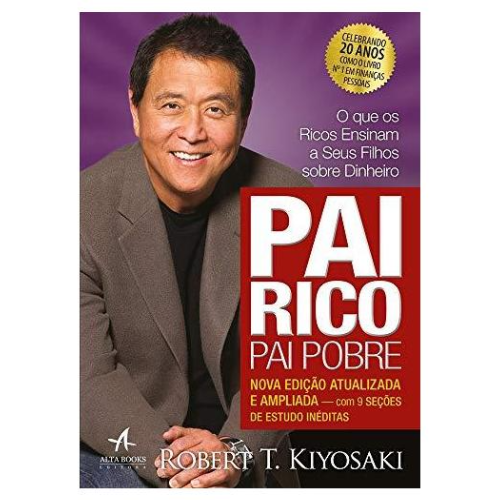 CELEBRANDO
20 ANOS
COMO O LIVRO
Nº 1 EM FINANÇAS
PESSOAIS
O que os
Ricos Ensinam
a Seus Filhos
sobre Dinheiro
PAI
RICO
PAI POBRE
NOVA EDIÇÃO ATUALIZADA
E AMPLIADA — com 9 SEÇÕES
DE ESTUDO INÉDITAS
ALTA BOOKS
EDITORA
ROBERT T. KIYOSAKI